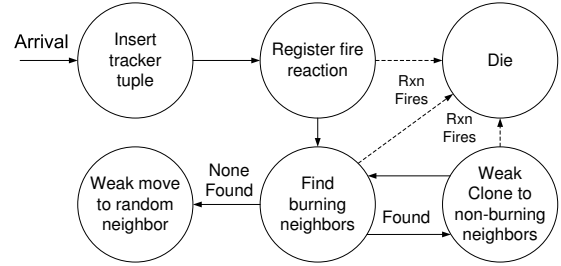 Arrival
Insert
tracker
tuple
Register fire
reaction
Rxn
Fires
Die
Rxn
Fires
Weak move
to random
neighbor
None
Found
Find
burning
neighbors
Found
Weak
Clone to
non-burning
neighbors